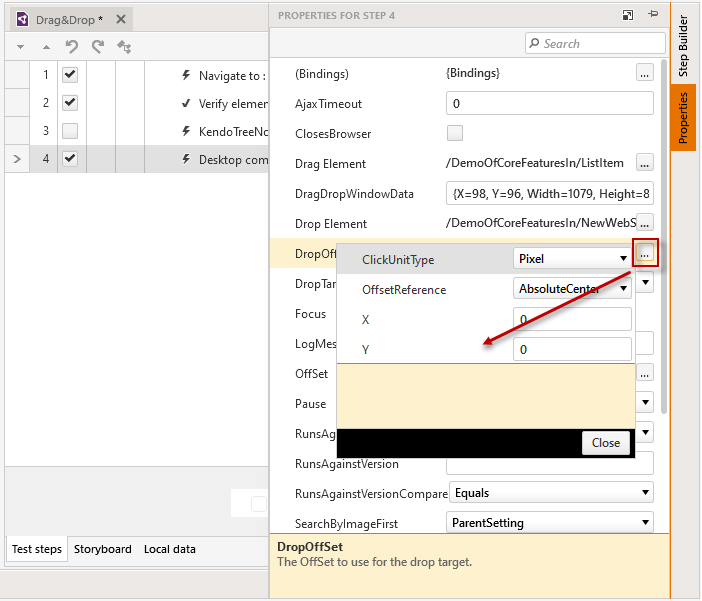 Drag&Drop *
PROPERTIES FOR STEP 4
Search
Step Builder
Properties
1 Navigate to :
2 Verify elemen
3 KendoTreeNo
4 Desktop com
(Bindings) {Bindings} ...
AjaxTimeout 0
ClosesBrowser
Drag Element /DemoOfCoreFeaturesIn/ListItem ...
DragDropWindowData {X=98, Y=96, Width=1079, Height=8
Drop Element /DemoOfCoreFeaturesIn/NewWebS ...
DropOff ...
ClickUnitType Pixel
DropTar
OffsetReference AbsoluteCenter
Focus
X 0
LogMes
Y 0
OffSet ...
Pause
RunsAg
Close
RunsAgainstVersion
RunsAgainstVersionCompare Equals
SearchByImageFirst ParentSetting
Test steps Storyboard Local data
DropOffSet
The OffSet to use for the drop target.